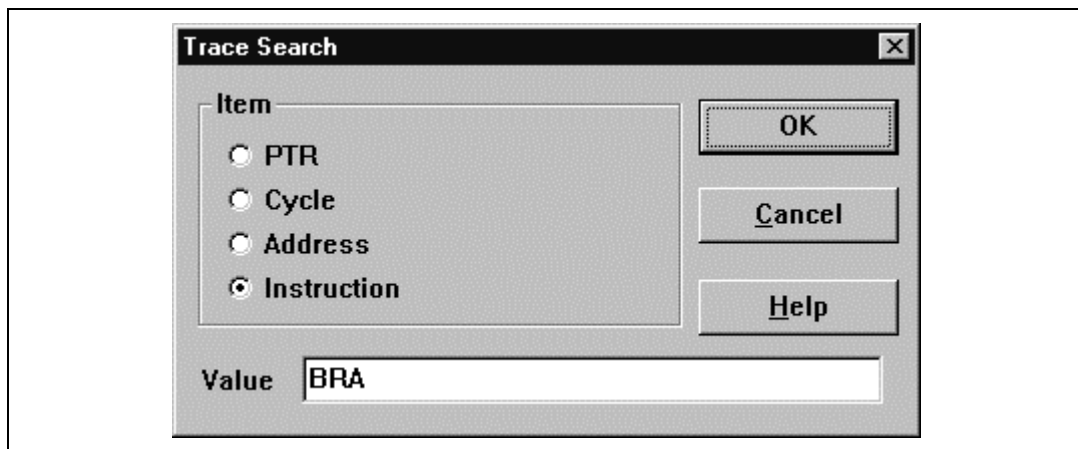 Trace Search
Item
PTR
Cycle
Address
Instruction
OK
Cancel
Help
Value BRA